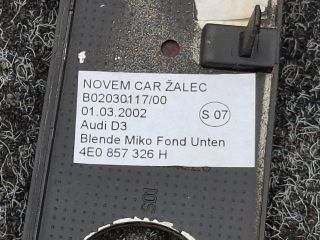 NOVEM CAR ŽALEC
B02030117/00
01.03.2002
S 07
Audi D3
Blende Miko Fond Unten
4E0 857 326 H